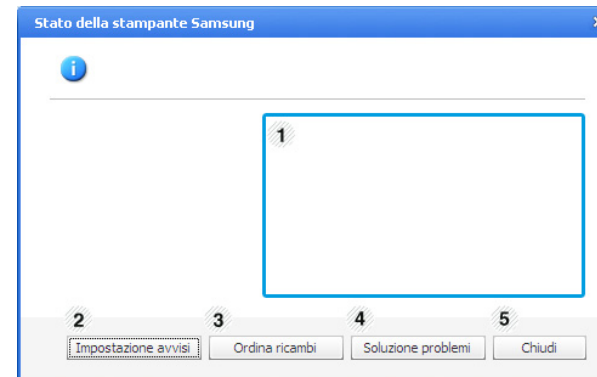 Stato della stampante Samsung
1
2 3 4 5
Impostazione avvisi Ordina ricambi Soluzione problemi Chiudi